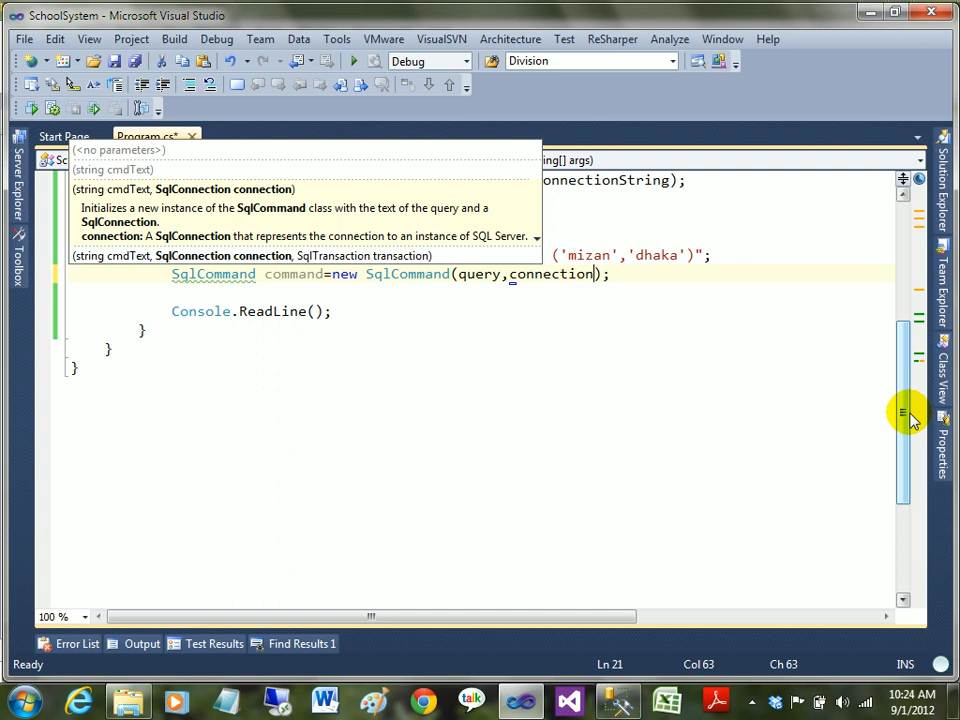 SchoolSystem - Microsoft Visual Studio
File Edit View Project Build Debug Team Data Tools VMware VisualSVN Architecture Test ReSharper Analyze Window Help
Debug Division
Start Page Program.cs*
(<no parameters>)
Sc ing[] args)
(string cmdText)
onnectionString);
(string cmdText, SqlConnection connection)
Initializes a new instance of the SqlCommand class with the text of the query and a
SqlConnection.
connection: A SqlConnection that represents the connection to an instance of SQL Server.
(string cmdText, SqlConnection connection, SqlTransaction transaction)
('mizan','dhaka')";
SqlCommand command=new SqlCommand(query,connection);
Console.ReadLine();
}
}
}
Server Explorer
Toolbox
Solution Explorer
Team Explorer
Class View
Properties
100 %
Error List Output Test Results Find Results 1
Ready Ln 21 Col 63 Ch 63 INS
talk
10:24 AM
9/1/2012